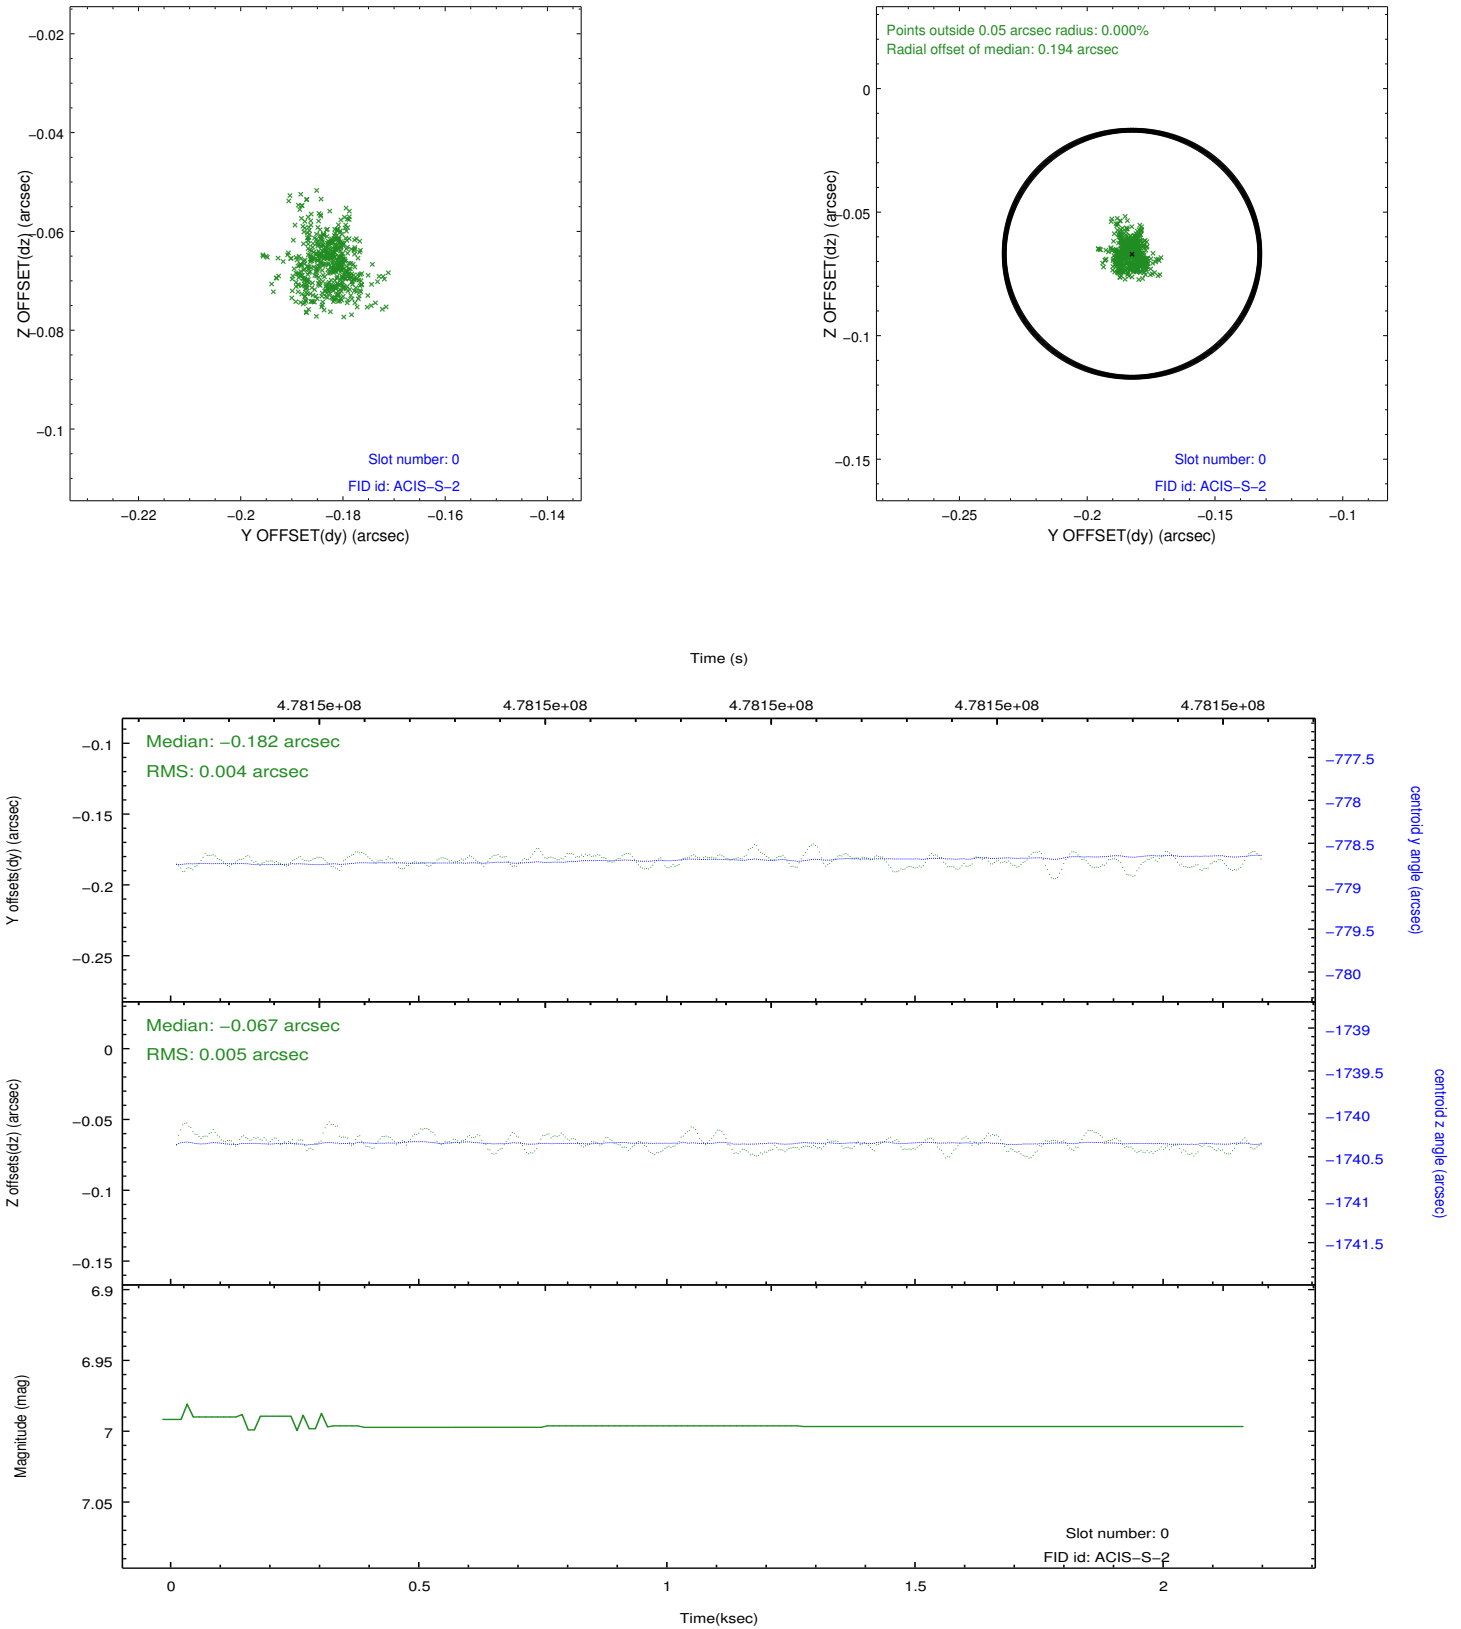 −0.02
−0.04
−0.06
−0.08
−0.1
Z OFFSET(dz) (arcsec)
Slot number: 0
FID id: ACIS−S−2
−0.22 −0.2 −0.18 −0.16 −0.14
Y OFFSET(dy) (arcsec)
Points outside 0.05 arcsec radius: 0.000%
Radial offset of median: 0.194 arcsec
0
−0.05
−0.1
−0.15
Z OFFSET(dz) (arcsec)
Slot number: 0
FID id: ACIS−S−2
−0.25 −0.2 −0.15 −0.1
Y OFFSET(dy) (arcsec)
Time (s)
4.7815e+08 4.7815e+08 4.7815e+08 4.7815e+08 4.7815e+08
Median: −0.182 arcsec
RMS: 0.004 arcsec
−0.1
−0.15
−0.2
−0.25
Y offsets(dy) (arcsec)
−777.5
−778
−778.5
−779
−779.5
−780
centroid y angle (arcsec)
Median: −0.067 arcsec
RMS: 0.005 arcsec
0
−0.05
−0.1
−0.15
Z offsets(dz) (arcsec)
−1739
−1739.5
−1740
−1740.5
−1741
−1741.5
centroid z angle (arcsec)
6.9
6.95
7
7.05
Magnitude (mag)
Slot number: 0
FID id: ACIS−S−2
0 0.5 1 1.5 2
Time(ksec)